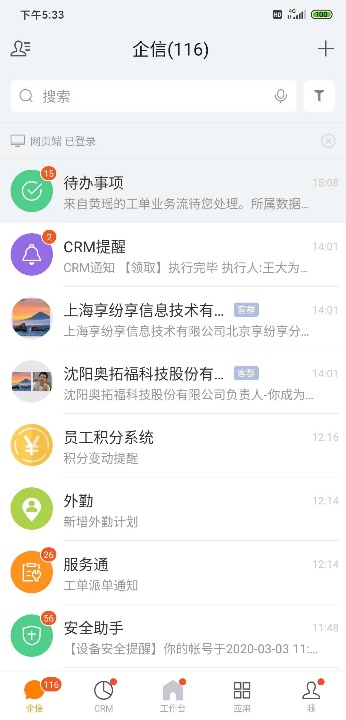 下午5:33
HD 4G 100
企信(116)
搜索
网页端 已登录
15
待办事项
15:08
来自黄瑶的工单业务流待您处理。所属数据...
2
CRM提醒
14:01
CRM通知 【领取】执行完毕 执行人:王大为...
上海享纷享信息技术有... 客群
14:01
上海享纷享信息技术有限公司北京享纷享分...
沈阳奥拓福科技股份有... 客群
14:01
沈阳奥拓福科技股份有限公司负责人-你成为...
员工积分系统
12:16
积分变动提醒
外勤
12:14
新增外勤计划
26
服务通
12:14
工单派单通知
56
安全助手
11:48
【设备安全提醒】你的帐号于2020-03-03 11:...
116
企信 CRM 工作台 应用 我